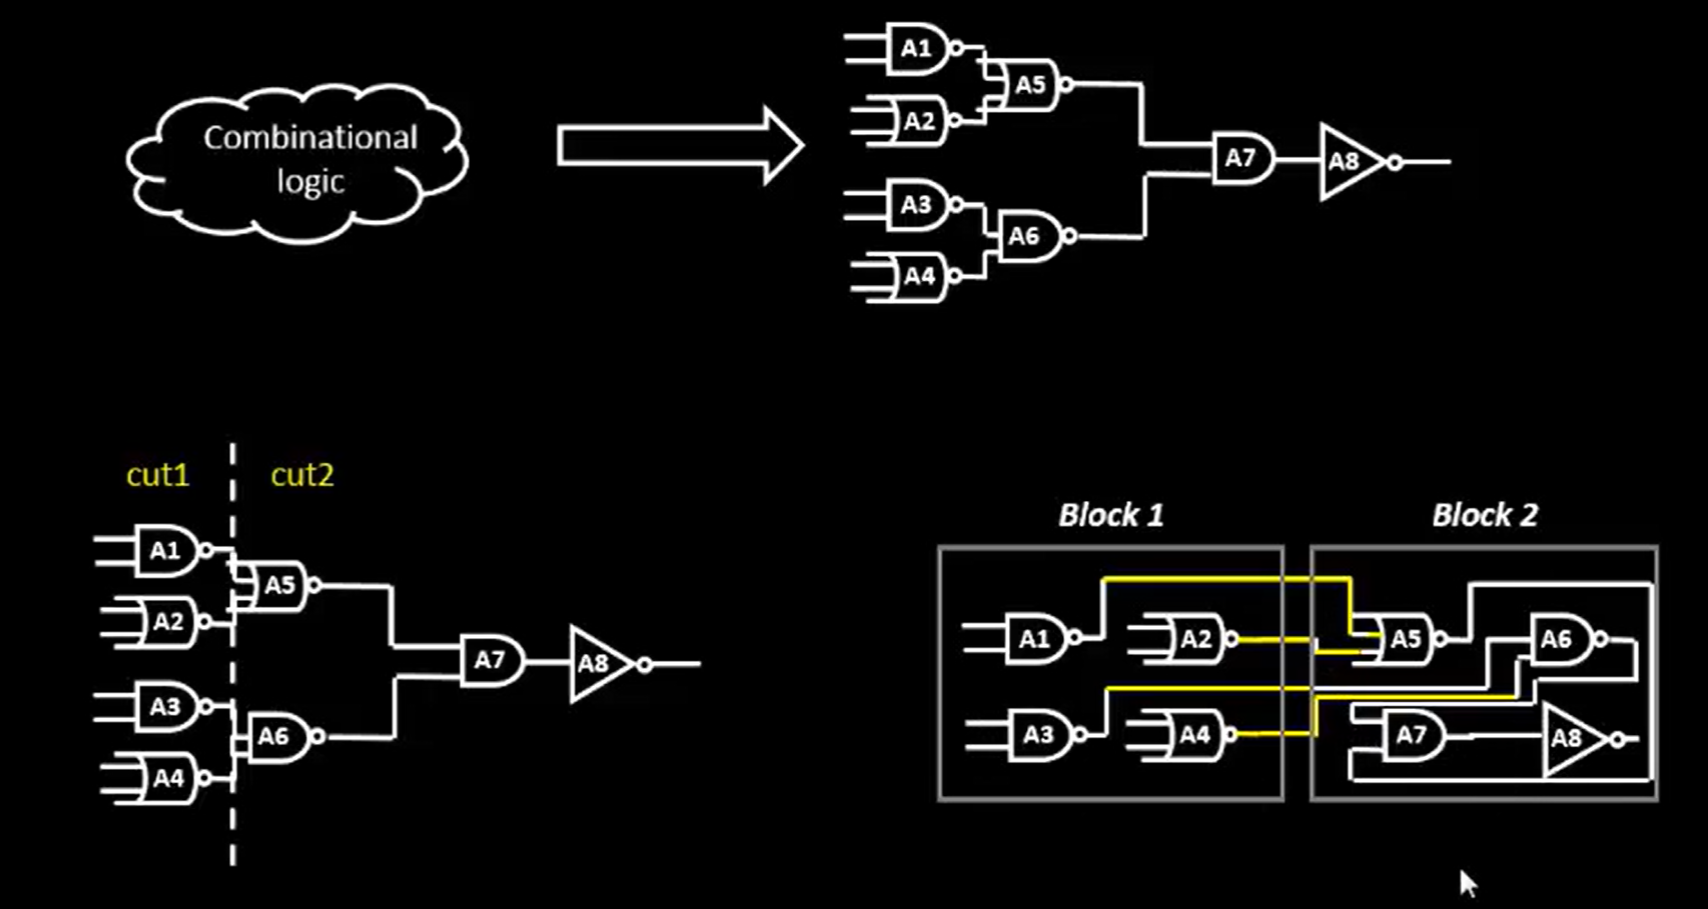 Combinational
logic
A1
A5
A2
A7
A8
A3
A6
A4
cut1
cut2
A1
A5
A2
A7
A8
A3
A6
A4
Block 1
Block 2
A1
A2
A5
A6
A3
A4
A7
A8